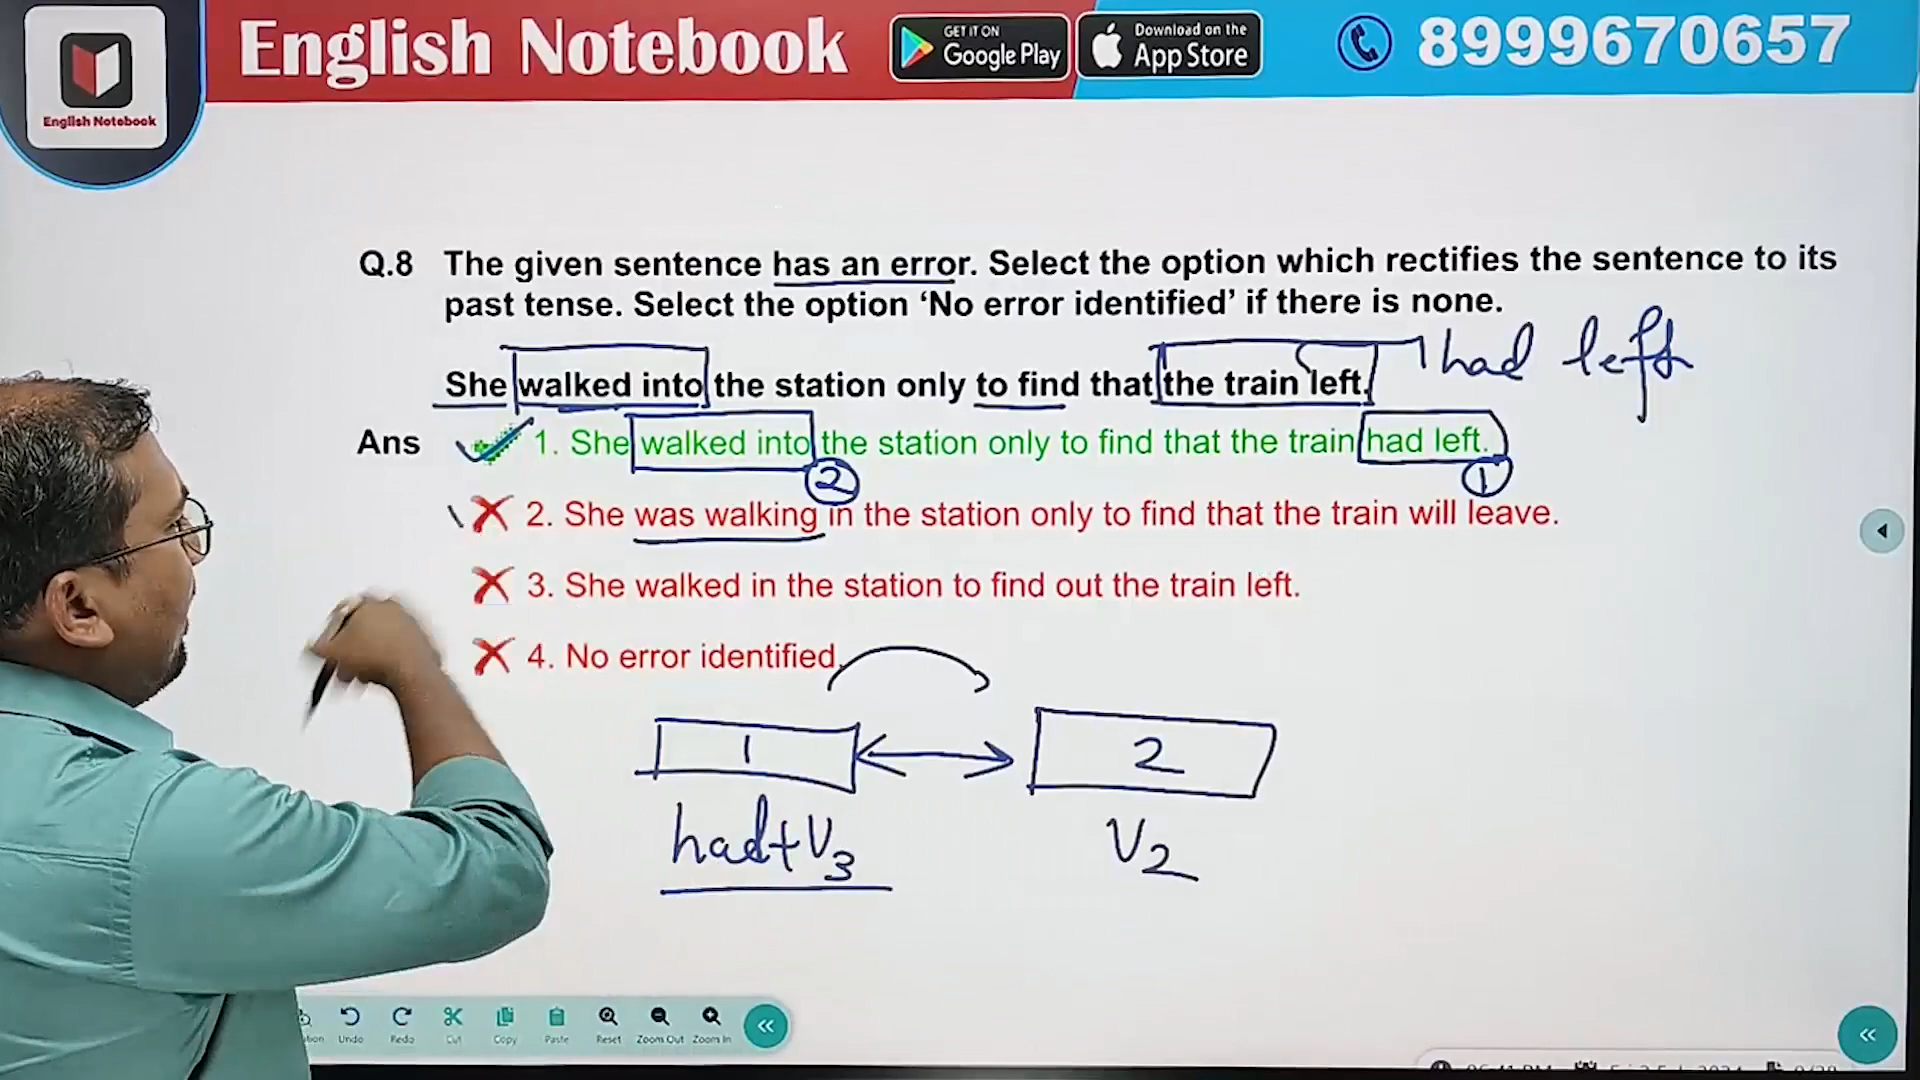 English Notebook
English Notebook
GET IT ON
Google Play
Download on the
App Store
8999670657
Q.8 The given sentence has an error. Select the option which rectifies the sentence to its
past tense. Select the option ‘No error identified’ if there is none.
had left
She walked into the station only to find that the train left.
Ans 1. She walked into the station only to find that the train had left.
2 1
2. She was walking in the station only to find that the train will leave.
3. She walked in the station to find out the train left.
4. No error identified.
1 2
had+V3 V2
Undo Redo Cut Copy Paste Reset Zoom Out Zoom In